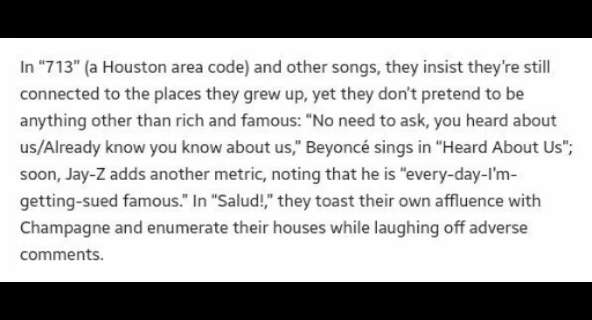 In “713” (a Houston area code) and other songs, they insist they’re still
connected to the places they grew up, yet they don’t pretend to be
anything other than rich and famous: “No need to ask, you heard about
us/Already know you know about us,” Beyoncé sings in “Heard About Us”;
soon, Jay-Z adds another metric, noting that he is “every-day-I’m-
getting-sued famous.” In “Salud!,” they toast their own affluence with
Champagne and enumerate their houses while laughing off adverse
comments.